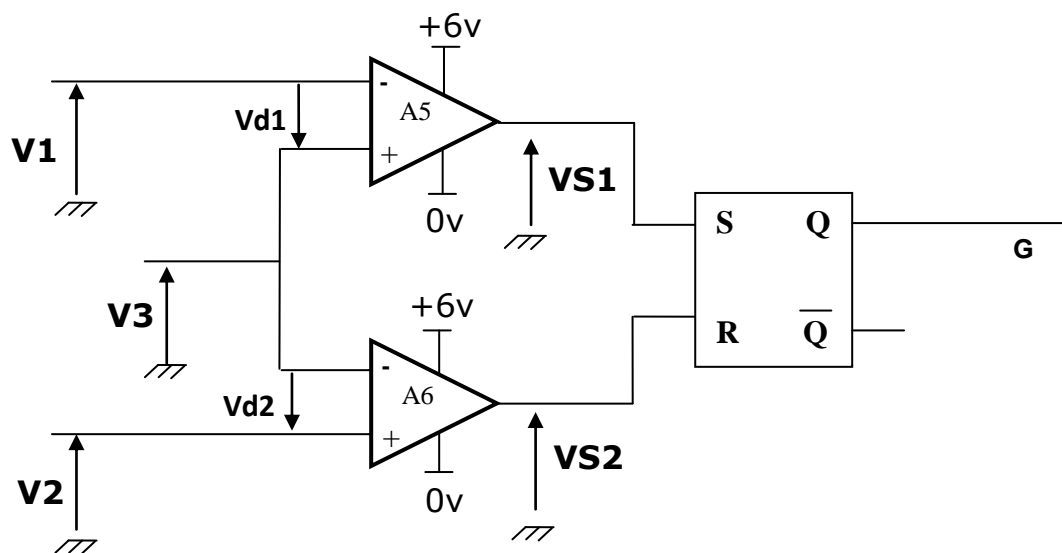 +6v
-
Vd1
A5
V1
+
VS1
0v
S Q
G
V3
+6v
R Q̅
-
A6
Vd2
+
VS2
V2
0v